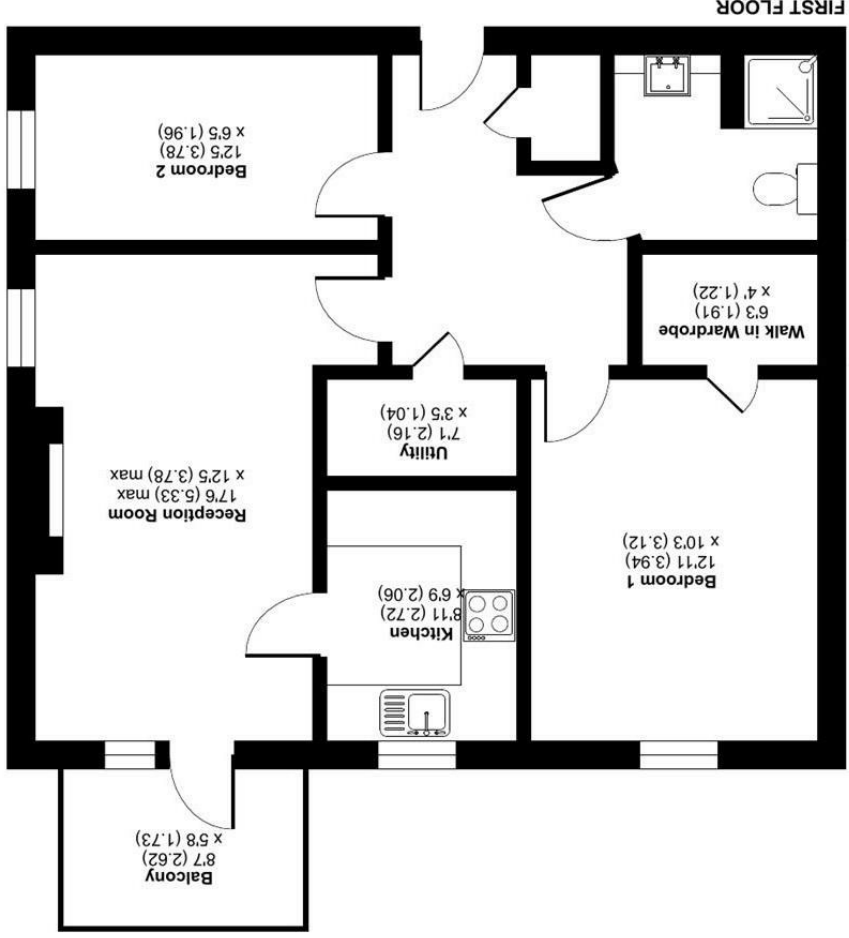 Balcony
8'7 (2.62)
x 5'8 (1.73)
Kitchen
8'11 (2.72)
x 6'9 (2.06)
Bedroom 1
12'11 (3.94)
x 10'3 (3.12)
Reception Room
17'6 (5.33) max
x 12'5 (3.78) max
Utility
7'1 (2.16)
x 3'5 (1.04)
Walk in Wardrobe
6'3 (1.91)
x 4' (1.22)
Bedroom 2
12'5 (3.78)
x 6'5 (1.96)
FIRST FLOOR